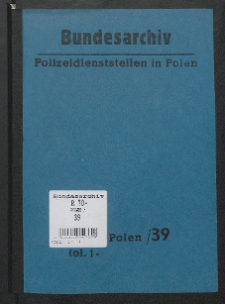 Bundesarchiv
Polizeidienststellen in Polen
Bundesarchiv
R 70-
39
Polen /39
fol. 1-